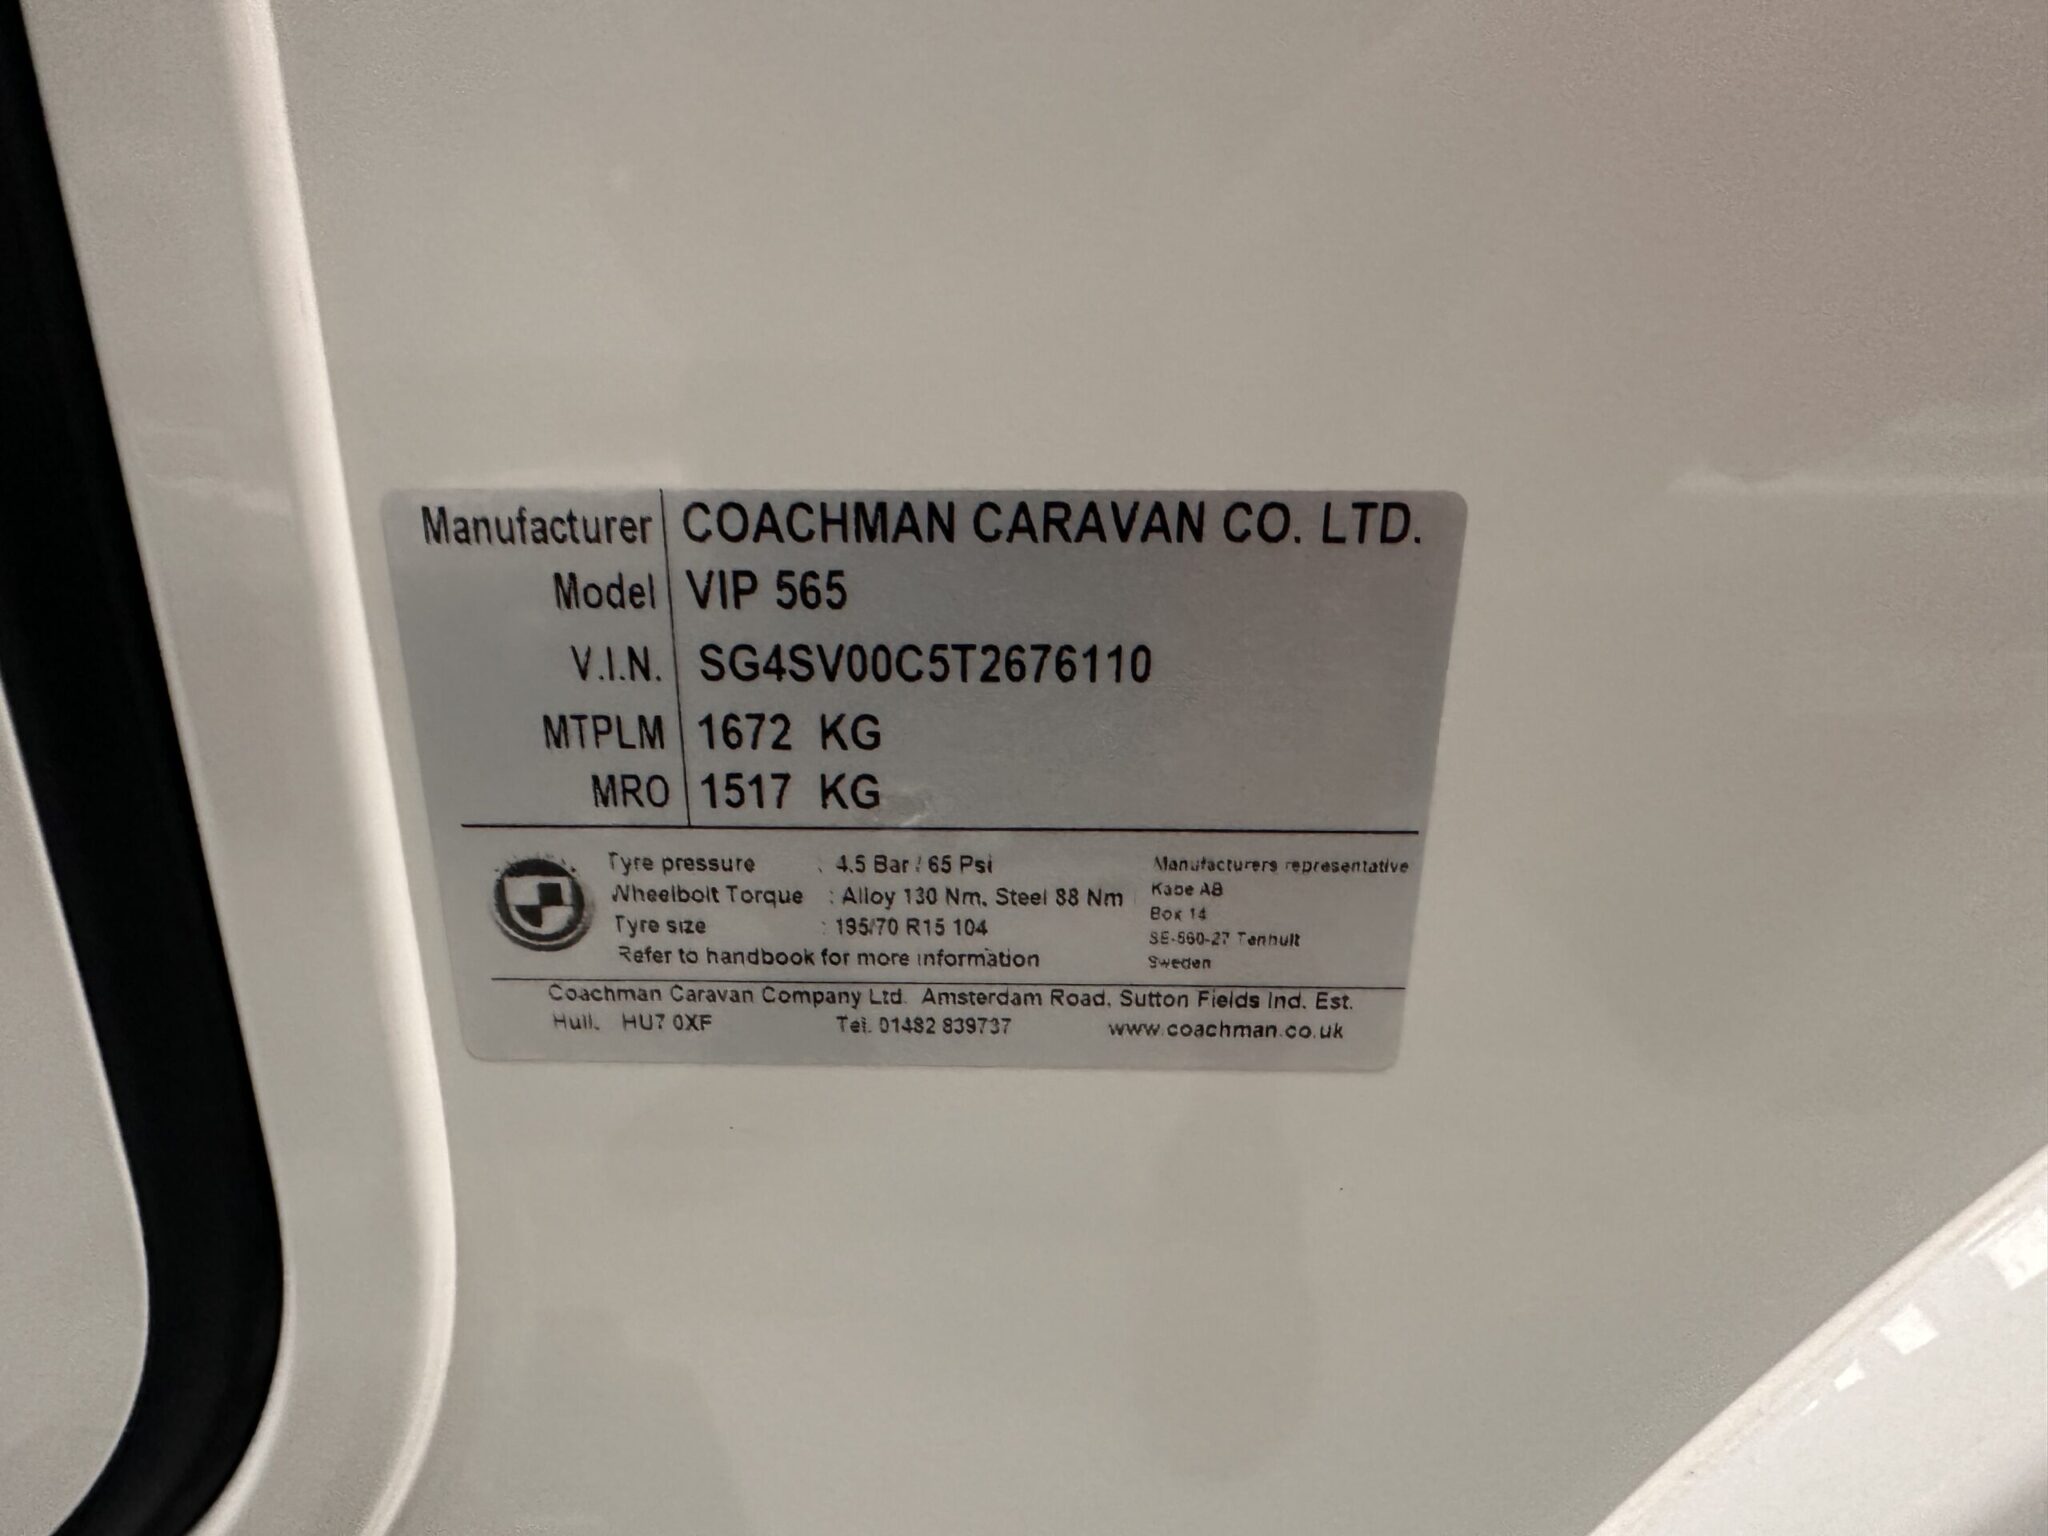 Manufacturer COACHMAN CARAVAN CO. LTD.
Model VIP 565
V.I.N. SG4SV00C5T2676110
MTPLM 1672 KG
MRO 1517 KG
Tyre pressure : 4.5 Bar / 65 Psi
Wheelbolt Torque : Alloy 130 Nm, Steel 88 Nm
Tyre size : 195/70 R15 104
Refer to handbook for more information
Manufacturers representative
Kabe AB
Box 14
SE-560-27 Tenhult
Sweden
Coachman Caravan Company Ltd. Amsterdam Road, Sutton Fields Ind. Est.
Hull. HU7 0XF Tel. 01482 839737 www.coachman.co.uk